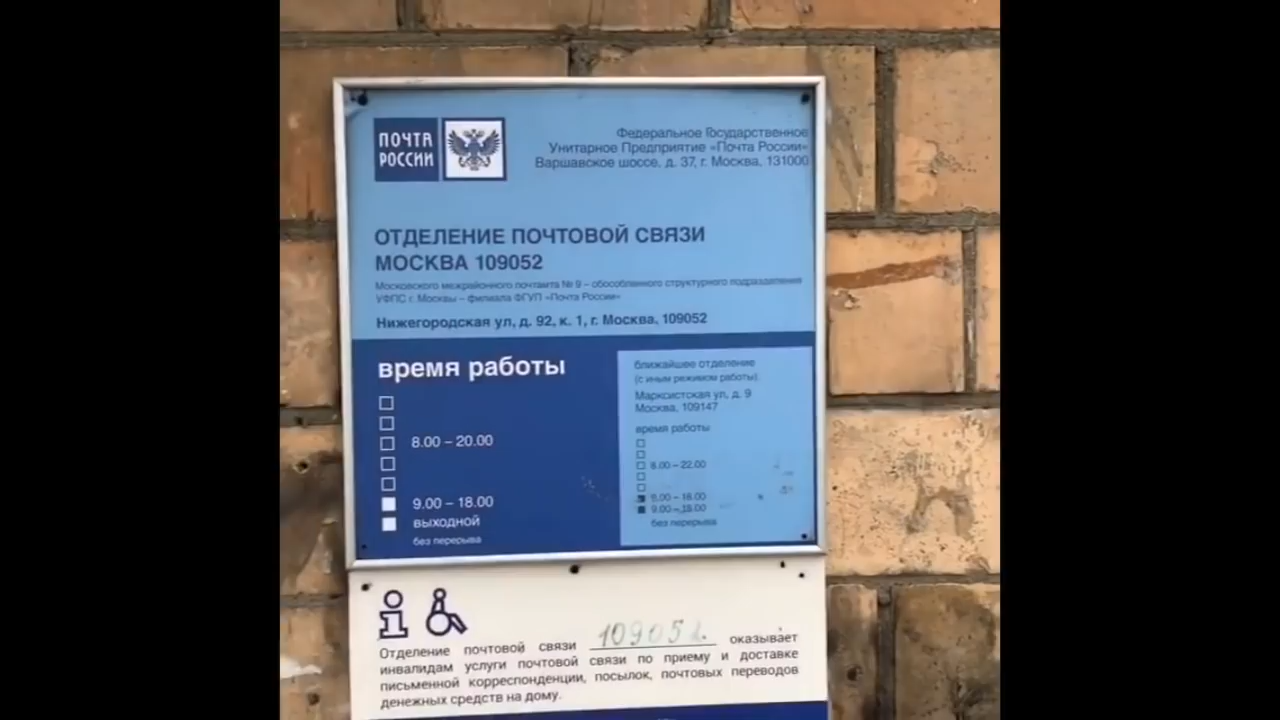 ПОЧТА
РОССИИ
Федеральное Государственное
Унитарное Предприятие «Почта России»
Варшавское шоссе, д. 37, г. Москва, 131000
ОТДЕЛЕНИЕ ПОЧТОВОЙ СВЯЗИ
МОСКВА 109052
Московского межрайонного почтамта № 9 – обособленного структурного подразделения
УФПС г. Москвы – филиала ФГУП «Почта России»
Нижегородская ул, д. 92, к. 1, г. Москва, 109052
время работы
8.00 – 20.00
9.00 – 18.00
выходной
без перерыва
ближайшее отделение
(с иным режимом работы)
Марксистская ул, д. 9
Москва, 109147
время работы
8.00 – 22.00
9.00 – 18.00
9.00 – 18.00
без перерыва
Отделение почтовой связи 109052 оказывает
инвалидам услуги почтовой связи по приему и доставке
письменной корреспонденции, посылок, почтовых переводов
денежных средств на дому.